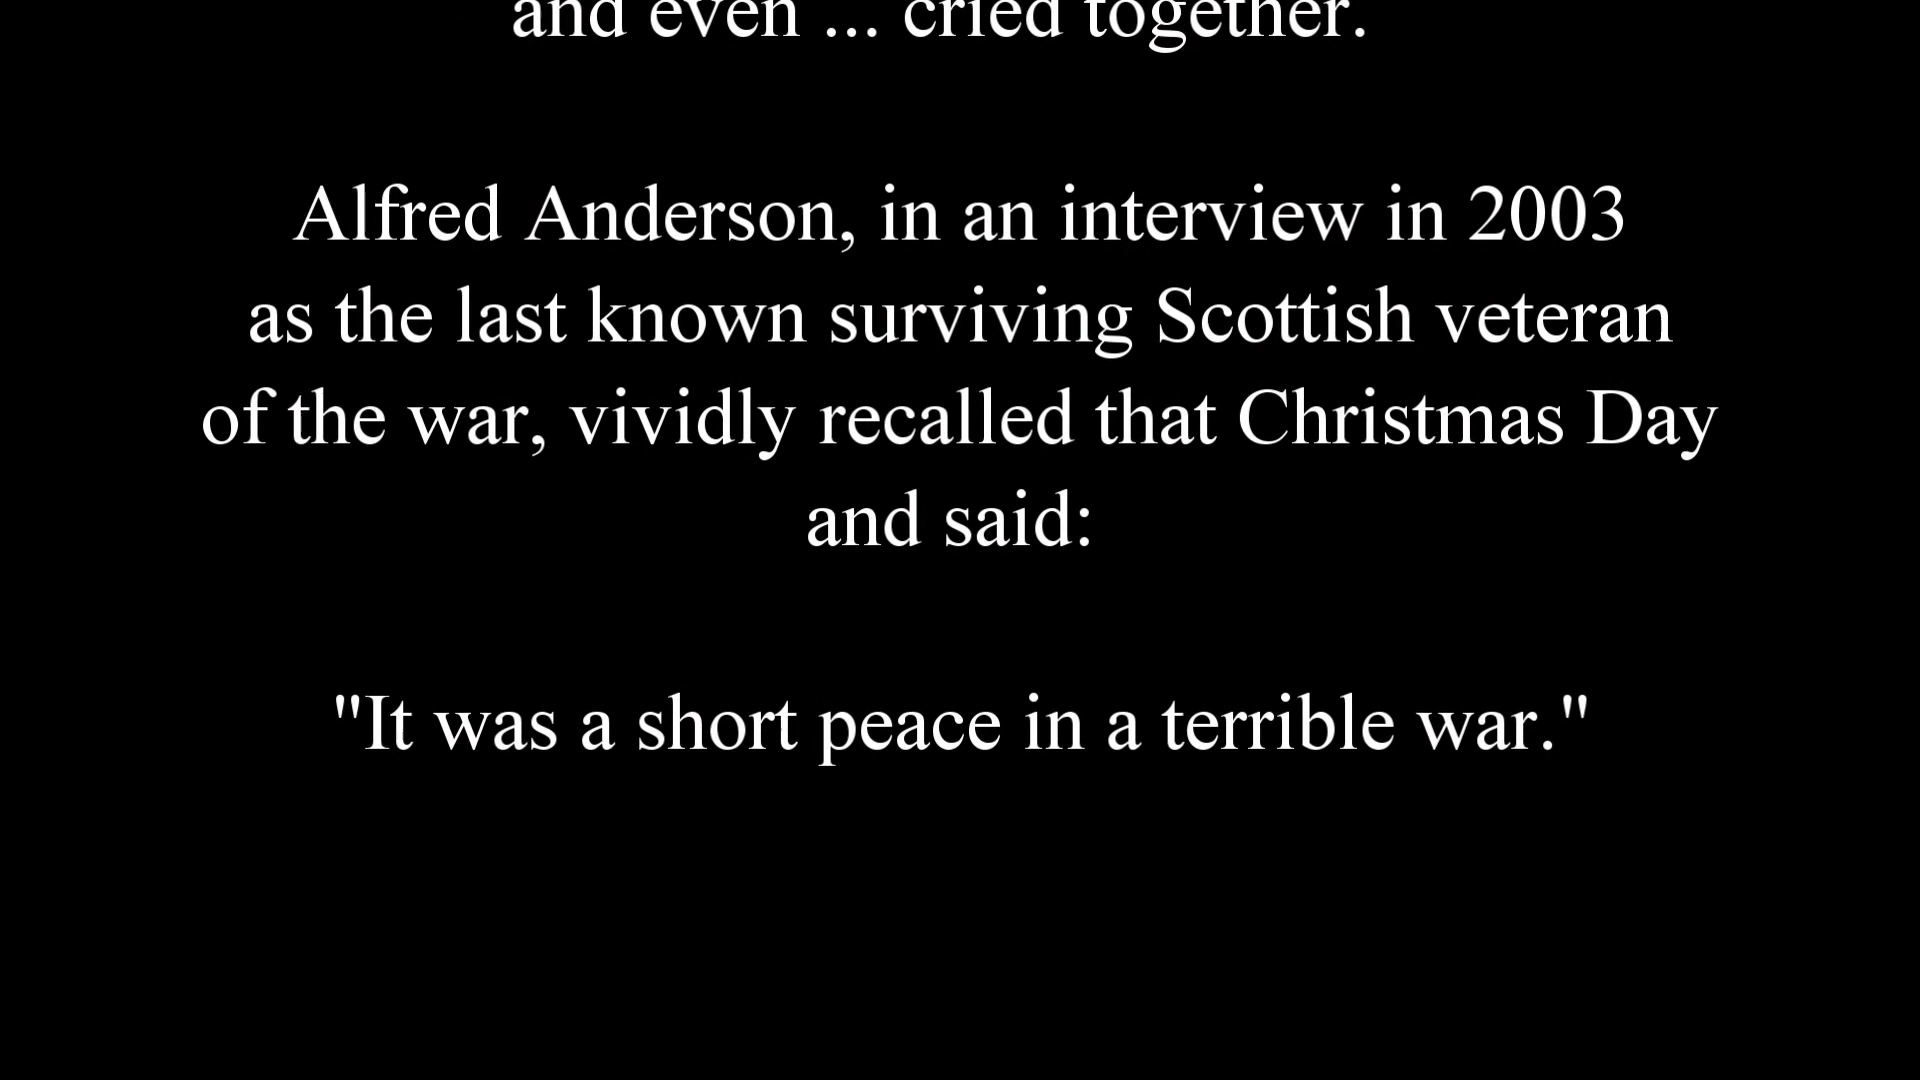 and even ... cried together.
Alfred Anderson, in an interview in 2003
as the last known surviving Scottish veteran
of the war, vividly recalled that Christmas Day
and said:
"It was a short peace in a terrible war."